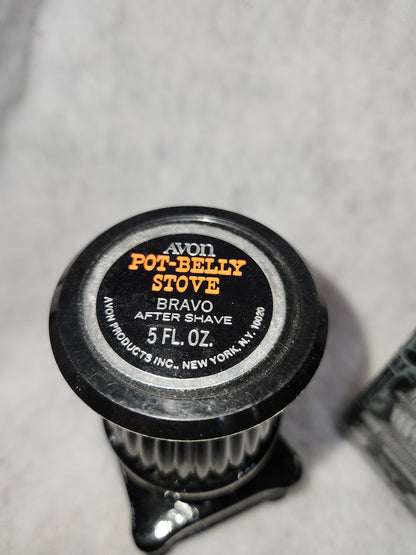 AVON
POT-BELLY
STOVE
BRAVO
AFTER SHAVE
5 FL. OZ.
AVON PRODUCTS INC., NEW YORK, N.Y. 10020